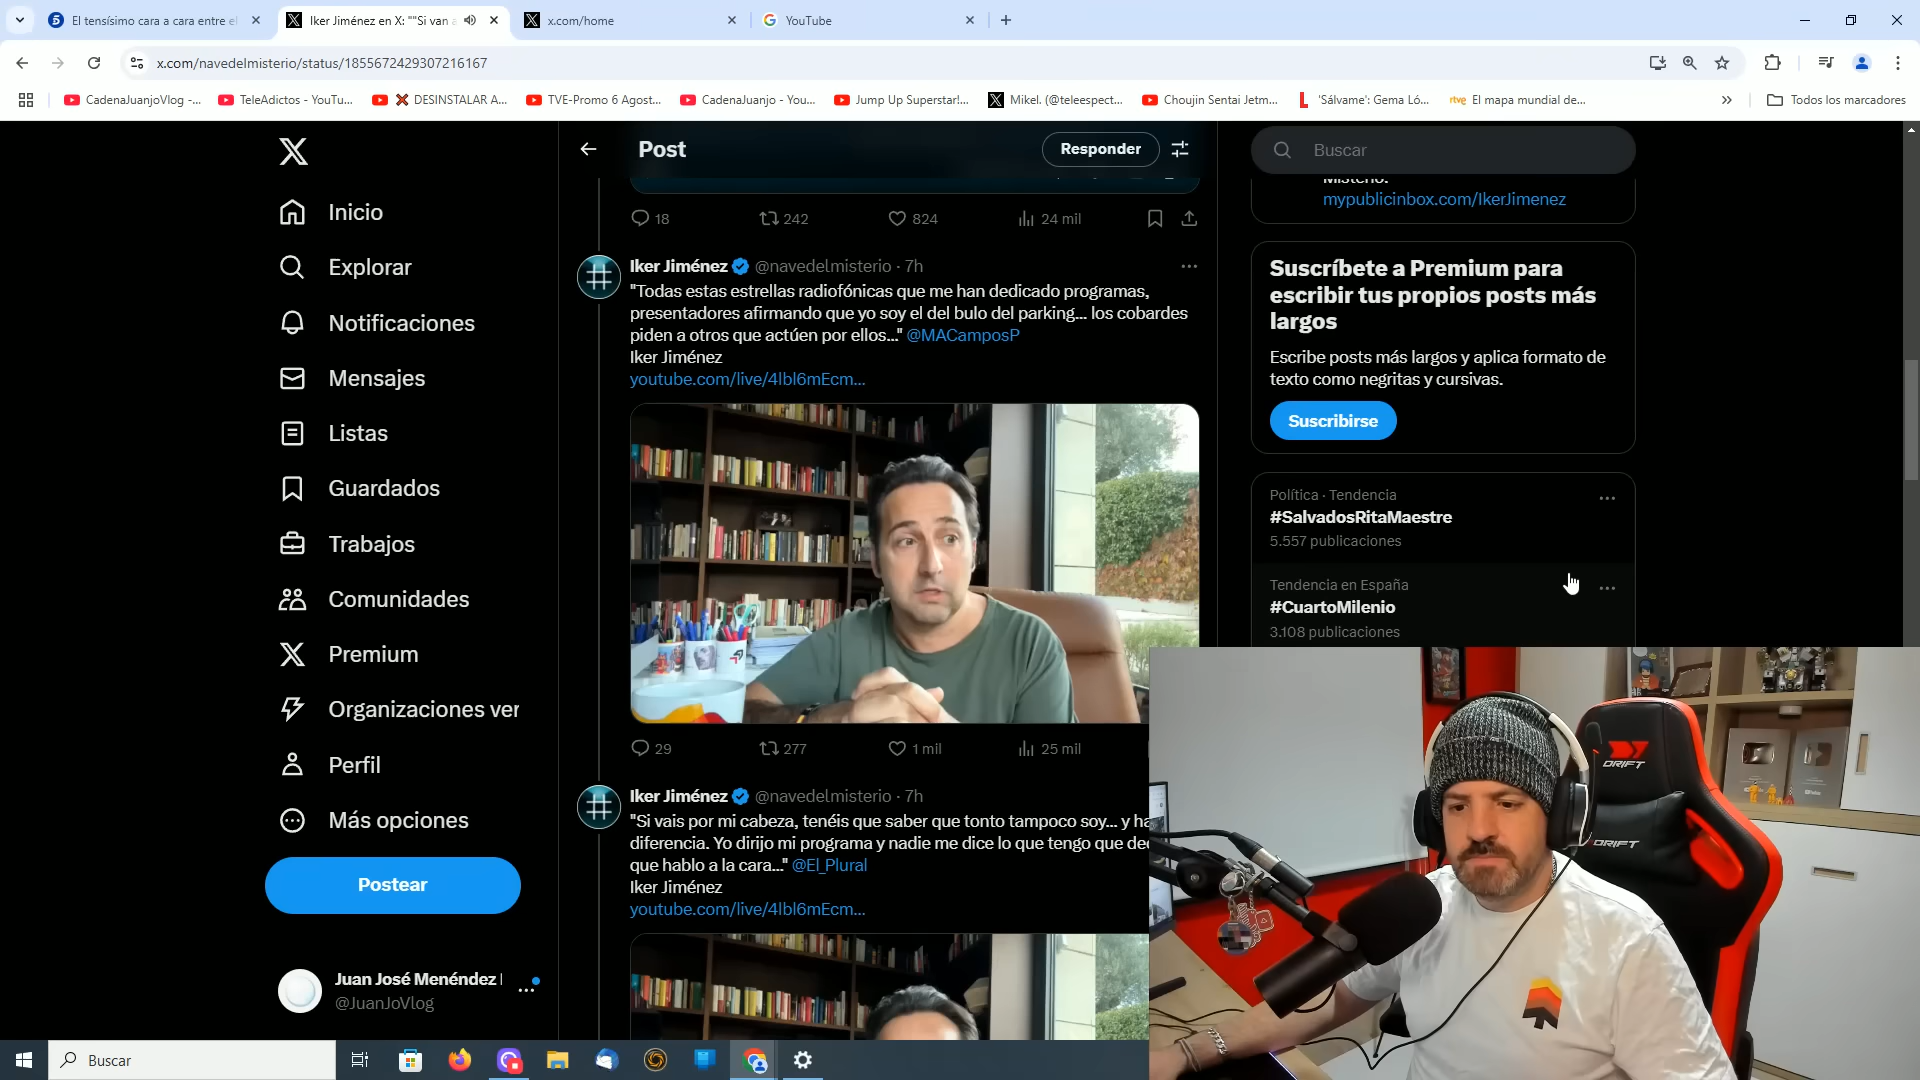 El tensísimo cara a cara entre el
Iker Jiménez en X: ""Si van a
x.com/home
YouTube
x.com/navedelmisterio/status/1855672429307216167
CadenaJuanjoVlog -...
TeleAdictos - YouTu...
❌ DESINSTALAR A...
TVE-Promo 6 Agost...
CadenaJuanjo - You...
Jump Up Superstar!...
Mikel. (@teleespect...
Choujin Sentai Jetm...
'Sálvame': Gema Ló...
rtve El mapa mundial de...
Todos los marcadores
Post
Responder
Buscar
Inicio
Explorar
Notificaciones
Mensajes
Listas
Guardados
Trabajos
Comunidades
Premium
Organizaciones ver
Perfil
Más opciones
Postear
Juan José Menéndez
@JuanJoVlog
18
242
824
24 mil
Iker Jiménez @navedelmisterio · 7h
"Todas estas estrellas radiofónicas que me han dedicado programas,
presentadores afirmando que yo soy el del bulo del parking... los cobardes
piden a otros que actúen por ellos..." @MACamposP
Iker Jiménez
youtube.com/live/4lbl6mEcm...
29
277
1 mil
25 mil
Iker Jiménez @navedelmisterio · 7h
"Si vais por mi cabeza, tenéis que saber que tonto tampoco soy... y ha
diferencia. Yo dirijo mi programa y nadie me dice lo que tengo que de
que hablo a la cara..." @El_Plural
Iker Jiménez
youtube.com/live/4lbl6mEcm...
Misterio.
mypublicinbox.com/IkerJimenez
Suscríbete a Premium para
escribir tus propios posts más
largos
Escribe posts más largos y aplica formato de
texto como negritas y cursivas.
Suscribirse
Política · Tendencia
#SalvadosRitaMaestre
5.557 publicaciones
Tendencia en España
#CuartoMilenio
3.108 publicaciones
DRIFT
DRIFT
Buscar